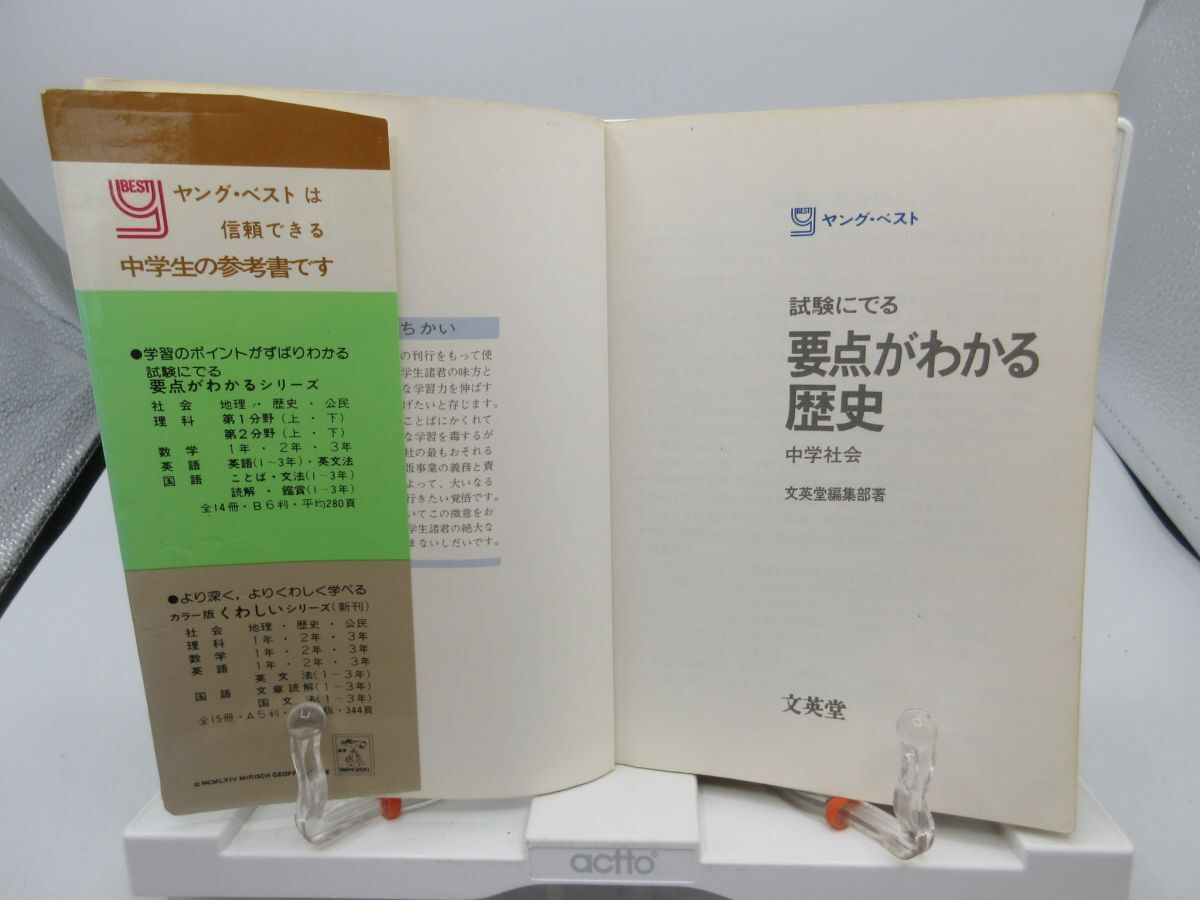 BEST
ヤング・ベストは
信頼できる
中学生の参考書です
●学習のポイントがずばりわかる
試験にでる
要点がわかるシリーズ
社会 地理・歴史・公民
理科 第1分野(上・下)
第2分野(上・下)
数学 1年・2年・3年
英語 英語(1~3年)・英文法
国語 ことば・文法(1~3年)
読解・鑑賞(1~3年)
全14冊・B6判・平均280頁
●より深く,よりくわしく学べる
カラー版くわしいシリーズ(新刊)
社会 地理・歴史・公民
理科 1年・2年・3年
数学 1年・2年・3年
英語 1年・2年・3年
英文法(1~3年)
国語 文章読解(1~3年)
国文法(1~3年)
全15冊・A5判・版・344頁
© MCMLXIV MIRISCH GEOFF
ちかい
の刊行をもって使
学生諸君の味方と
な学習力を伸ばす
げたいと存じます。
ことばにかくれて
な学習を毒するが
社の最もおそれる
版事業の義務と責
よって、大いなる
行きたい覚悟です。
いてこの微意をお
学生諸君の絶大な
まないしだいです。
BEST ヤング・ベスト
試験にでる
要点がわかる
歴史
中学社会
文英堂編集部著
文英堂
actto